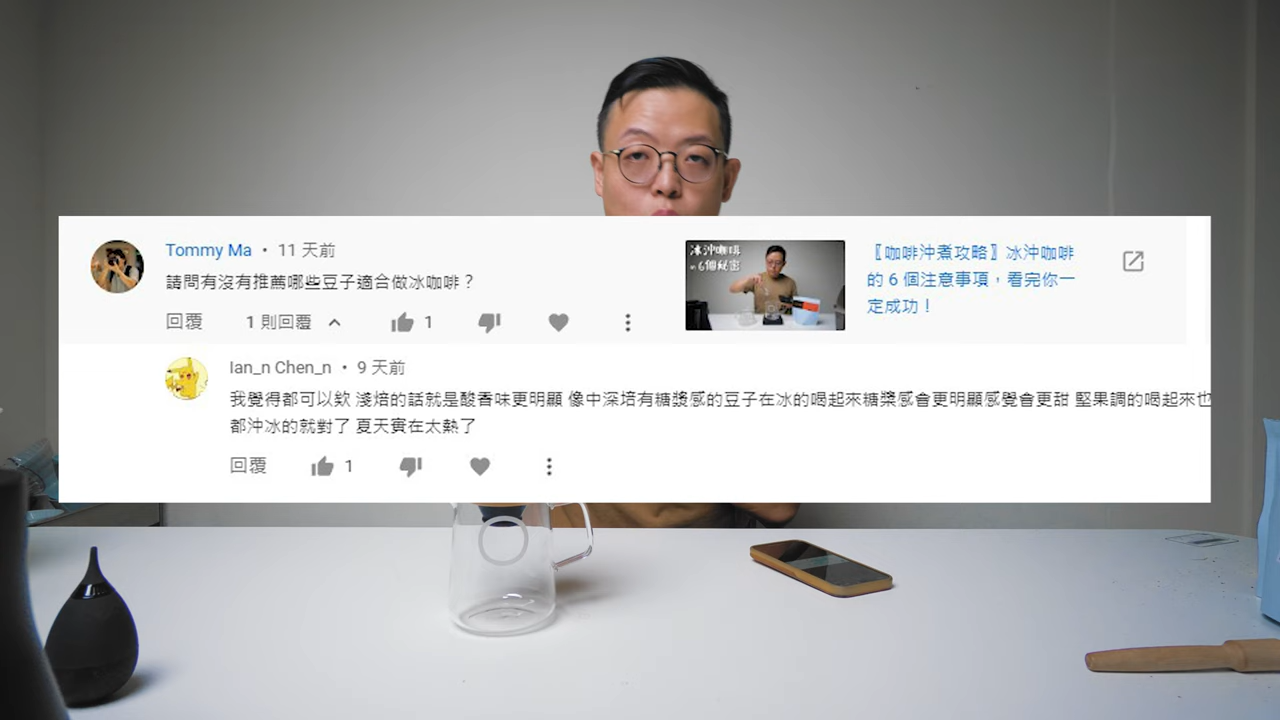 Tommy Ma • 11 天前
請問有沒有推薦哪些豆子適合做冰咖啡？
回覆 1 則回覆 1
冰沖咖啡
的6個秘密
〖咖啡沖煮攻略〗冰沖咖啡
的 6 個注意事項，看完你一
定成功！
Ian_n Chen_n • 9 天前
我覺得都可以欸 淺焙的話就是酸香味更明顯 像中深培有糖漿感的豆子在冰的喝起來糖漿感會更明顯感覺會更甜 堅果調的喝起來也
都沖冰的就對了 夏天實在太熱了
回覆 1